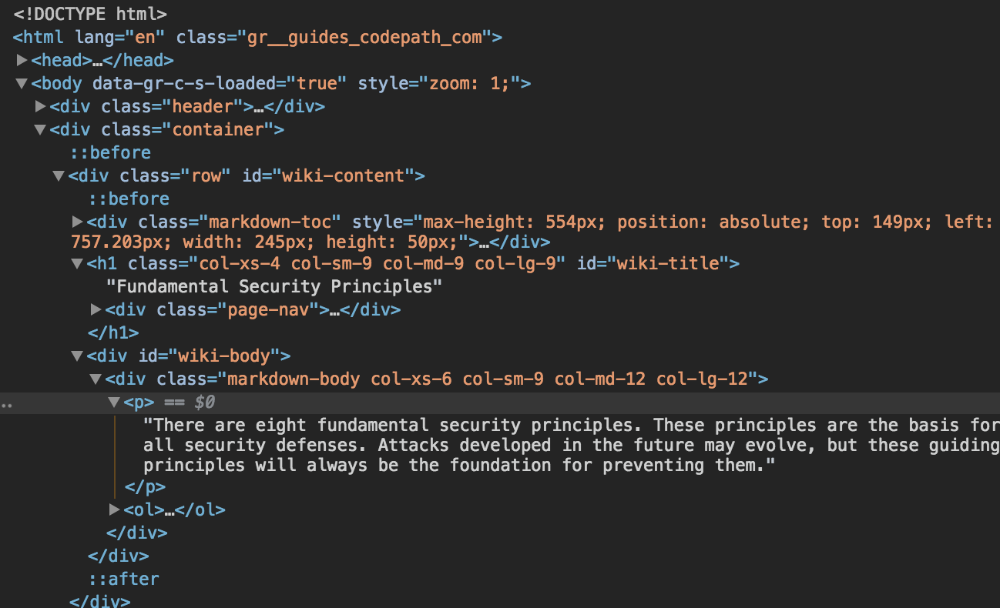 <!DOCTYPE html>
<html lang="en" class="gr__guides_codepath_com">
<head>…</head>
<body data-gr-c-s-loaded="true" style="zoom: 1;">
<div class="header">…</div>
<div class="container">
::before
<div class="row" id="wiki-content">
::before
<div class="markdown-toc" style="max-height: 554px; position: absolute; top: 149px; left:
757.203px; width: 245px; height: 50px;">…</div>
<h1 class="col-xs-4 col-sm-9 col-md-9 col-lg-9" id="wiki-title">
"Fundamental Security Principles"
<div class="page-nav">…</div>
</h1>
<div id="wiki-body">
<div class="markdown-body col-xs-6 col-sm-9 col-md-12 col-lg-12">
<p> == $0
"There are eight fundamental security principles. These principles are the basis for
all security defenses. Attacks developed in the future may evolve, but these guiding
principles will always be the foundation for preventing them."
</p>
<ol>…</ol>
</div>
</div>
::after
</div>